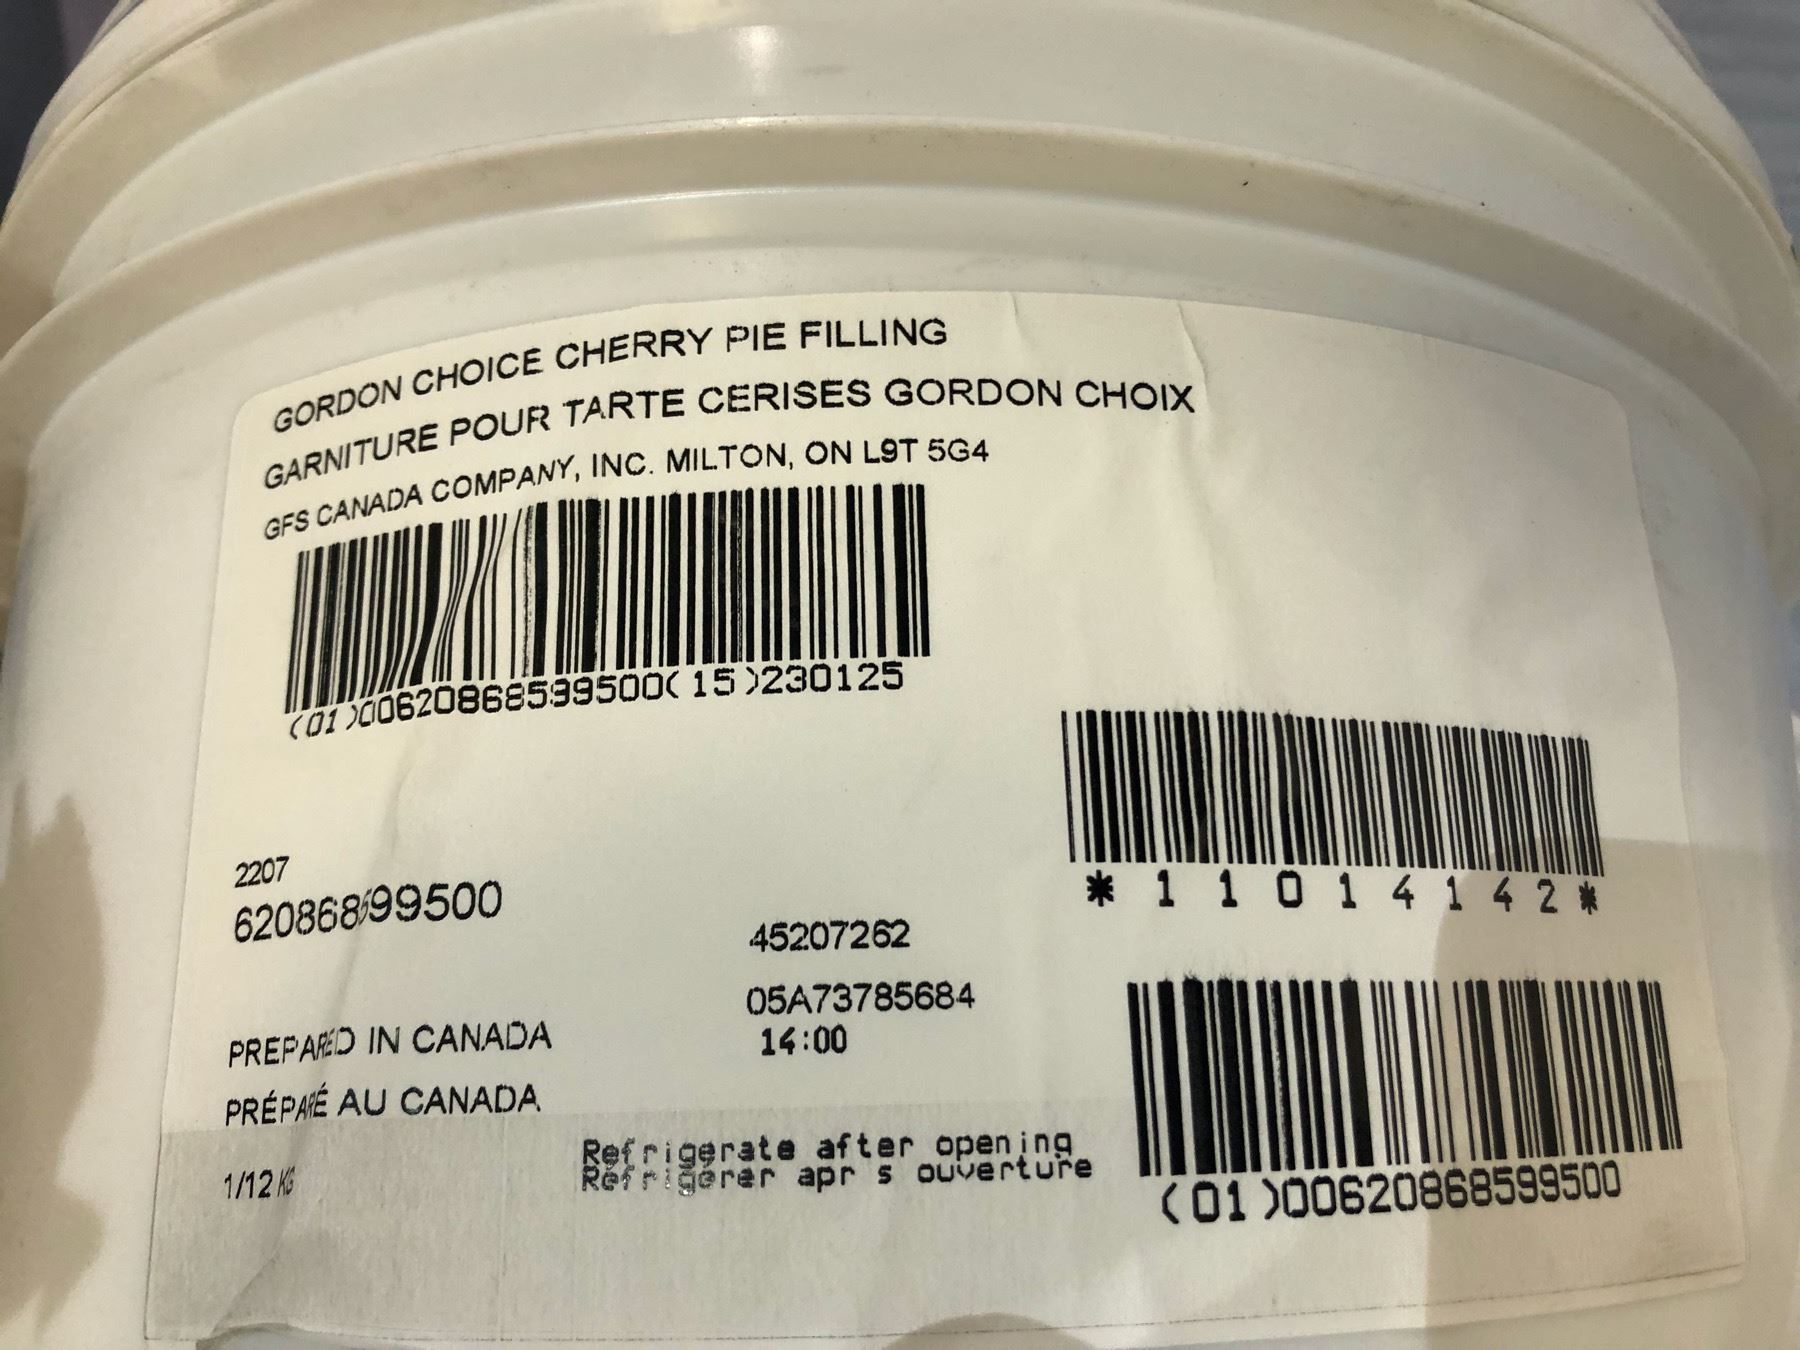 GORDON CHOICE CHERRY PIE FILLING
GARNITURE POUR TARTE CERISES GORDON CHOIX
GFS CANADA COMPANY, INC. MILTON, ON L9T 5G4
(01)00620868599500(15)230125
*11014142*
2207
620868599500
45207262
05A73785684
14:00
PREPARED IN CANADA
PRÉPARÉ AU CANADA
1/12 KG
Refrigerate after opening
Réfrigérer apr s ouverture
(01)00620868599500